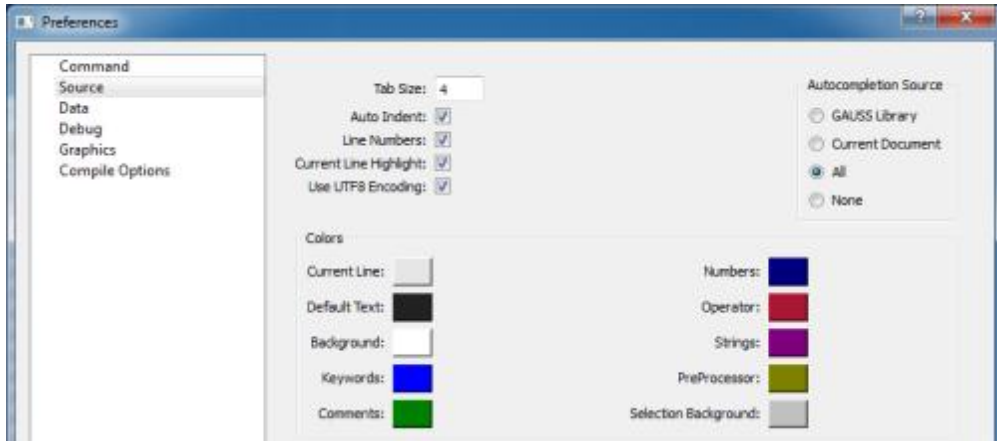 Preferences
Command
Source
Data
Debug
Graphics
Compile Options
Tab Size: 4
Auto Indent:
Line Numbers:
Current Line Highlight:
Use UTF8 Encoding:
Autocompletion Source
GAUSS Library
Current Document
All
None
Colors
Current Line:
Default Text:
Background:
Keywords:
Comments:
Numbers:
Operator:
Strings:
PreProcessor:
Selection Background: